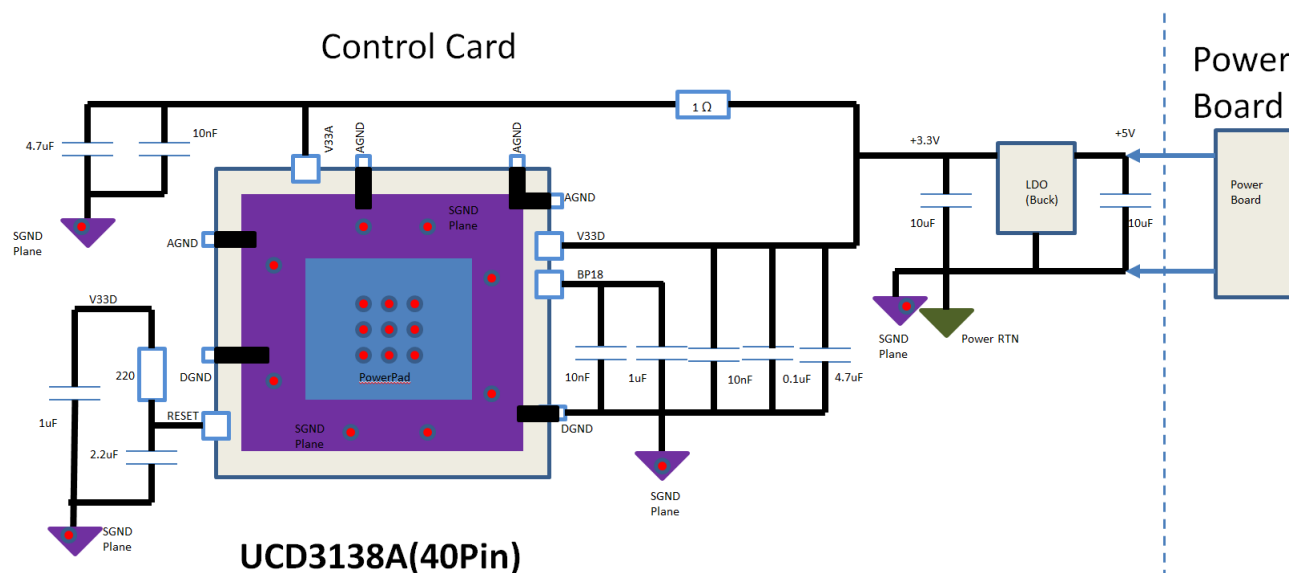 Control Card
Power
Board
1 Ω
4.7uF
10nF
V33A
AGND
AGND
+3.3V
+5V
SGND
Plane
AGND
LDO
(Buck)
Power
Board
SGND
Plane
AGND
V33D
10uF
10uF
BP18
V33D
SGND
Plane
Power RTN
220
DGND
PowerPad
10nF
1uF
10nF
0.1uF
4.7uF
1uF
RESET
SGND
Plane
DGND
2.2uF
SGND
Plane
SGND
Plane
UCD3138A(40Pin)